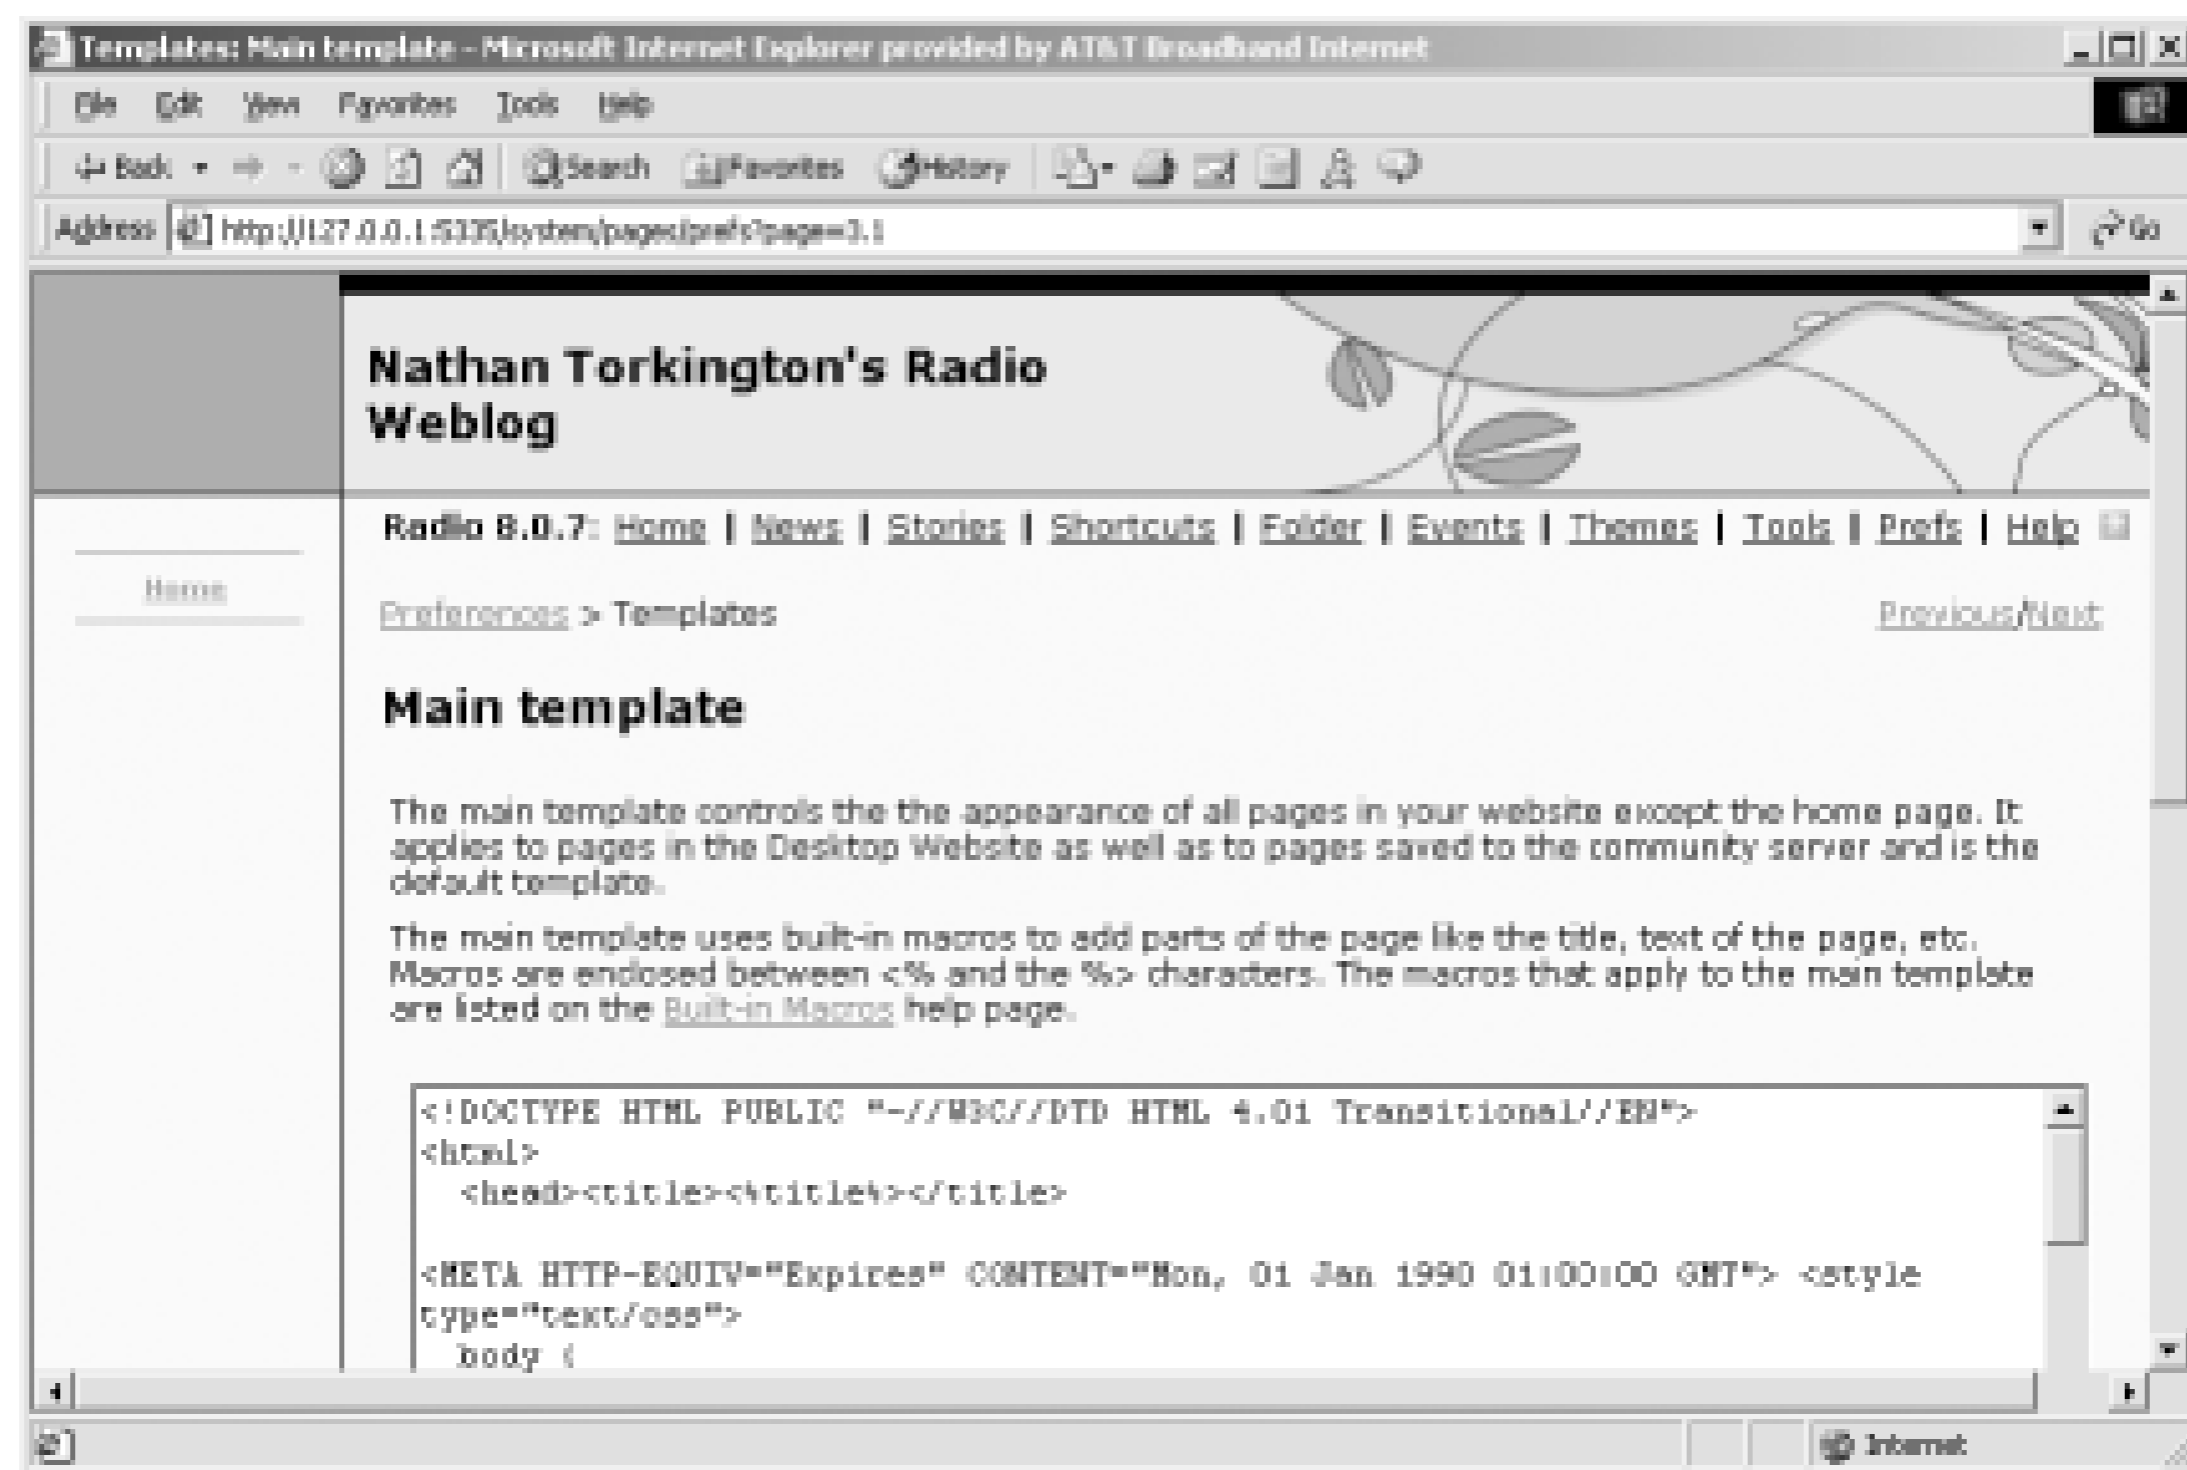 Templates: Main template - Microsoft Internet Explorer provided by AT&T Broadband Internet
File Edit View Favorites Tools Help
Back Search Favorites History
Address http://127.0.0.1:5335/system/pages/prefs?page=3.1 Go
Nathan Torkington's Radio
Weblog
Radio 8.0.7: Home | News | Stories | Shortcuts | Folder | Events | Themes | Tools | Prefs | Help
Home
Preferences > Templates Previous/Next
Main template
The main template controls the the appearance of all pages in your website except the home page. It
applies to pages in the Desktop Website as well as to pages saved to the community server and is the
default template.
The main template uses built-in macros to add parts of the page like the title, text of the page, etc.
Macros are enclosed between <% and the %> characters. The macros that apply to the main template
are listed on the Built-in Macros help page.
<!DOCTYPE HTML PUBLIC "-//W3C//DTD HTML 4.01 Transitional//EN">
<html>
<head><title><%title%></title>
<META HTTP-EQUIV="Expires" CONTENT="Mon, 01 Jan 1990 01:00:00 GMT"> <style
type="text/css">
body {
Internet